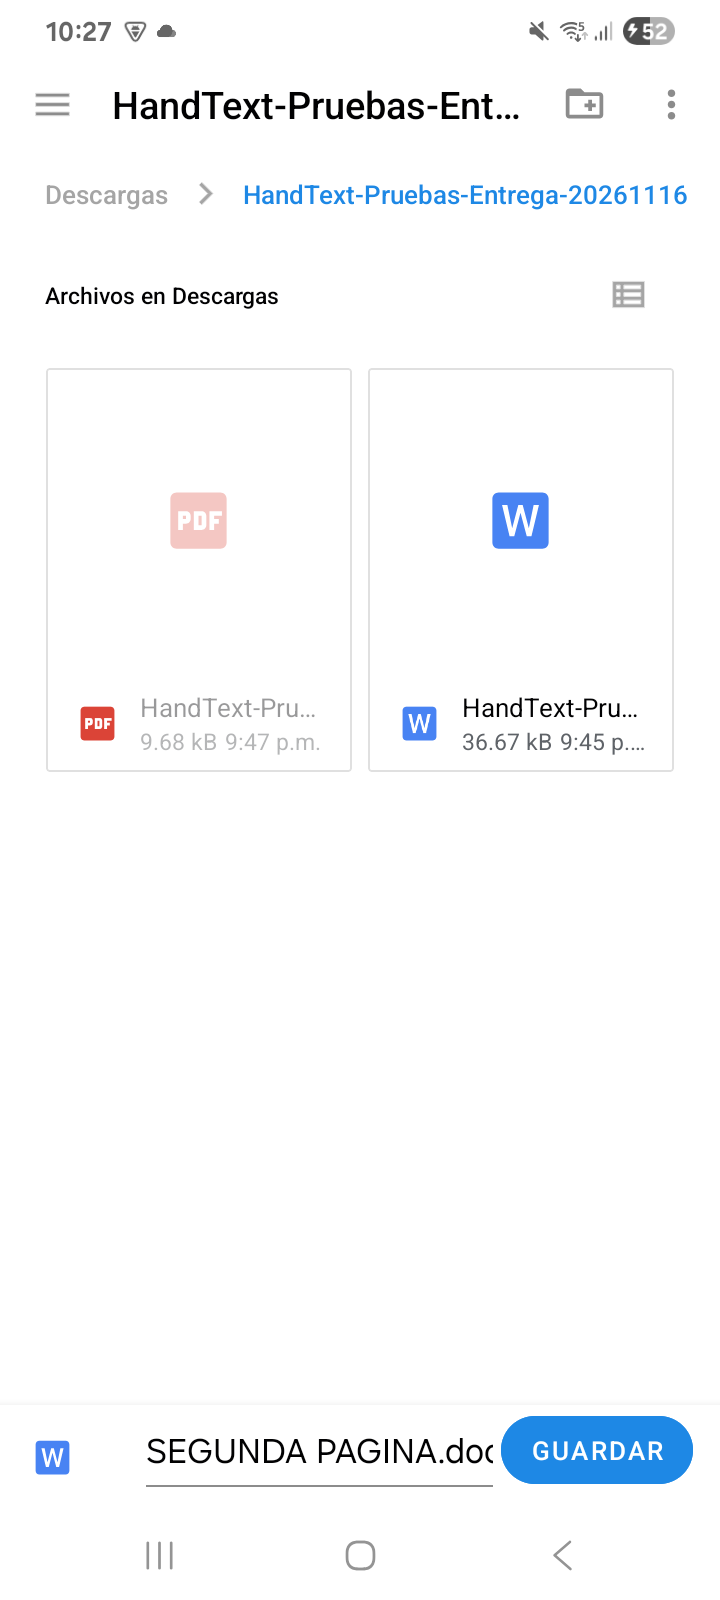 10:27 52
HandText-Pruebas-Ent...
Descargas > HandText-Pruebas-Entrega-20261116
Archivos en Descargas
PDF
W
PDF HandText-Pru...
9.68 kB 9:47 p.m.
W HandText-Pru...
36.67 kB 9:45 p....
W SEGUNDA PAGINA.doc GUARDAR